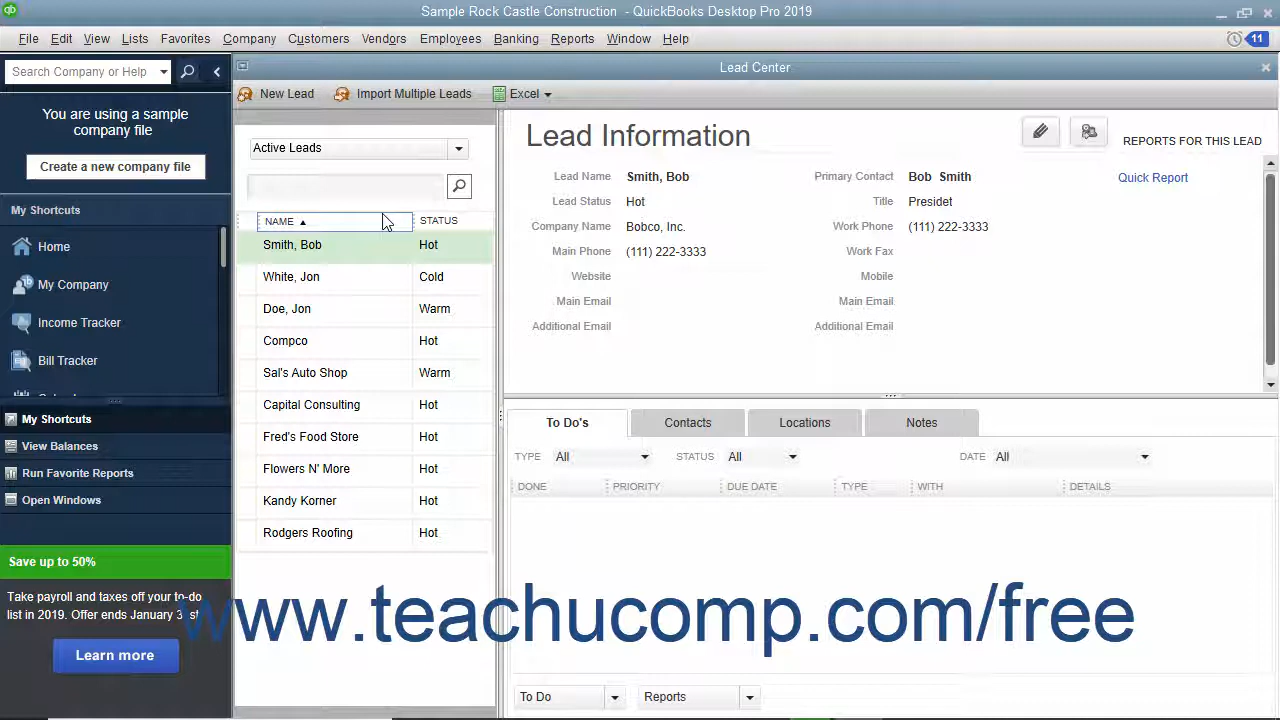 Sample Rock Castle Construction - QuickBooks Desktop Pro 2019
File Edit View Lists Favorites Company Customers Vendors Employees Banking Reports Window Help
11
Search Company or Help
Lead Center
New Lead Import Multiple Leads Excel
You are using a sample
company file
Create a new company file
My Shortcuts
Home
My Company
Income Tracker
Bill Tracker
My Shortcuts
View Balances
Run Favorite Reports
Open Windows
Save up to 50%
Take payroll and taxes off your to-do
list in 2019. Offer ends January 31st
Learn more
Active Leads
NAME STATUS
Smith, Bob Hot
White, Jon Cold
Doe, Jon Warm
Compco Hot
Sal's Auto Shop Warm
Capital Consulting Hot
Fred's Food Store Hot
Flowers N' More Hot
Kandy Korner Hot
Rodgers Roofing Hot
Lead Information
REPORTS FOR THIS LEAD
Quick Report
Lead Name Smith, Bob Primary Contact Bob Smith
Lead Status Hot Title Presidet
Company Name Bobco, Inc. Work Phone (111) 222-3333
Main Phone (111) 222-3333 Work Fax
Website Mobile
Main Email Main Email
Additional Email Additional Email
To Do's Contacts Locations Notes
TYPE All STATUS All DATE All
DONE PRIORITY DUE DATE TYPE WITH DETAILS
www.teachucomp.com/free
To Do Reports